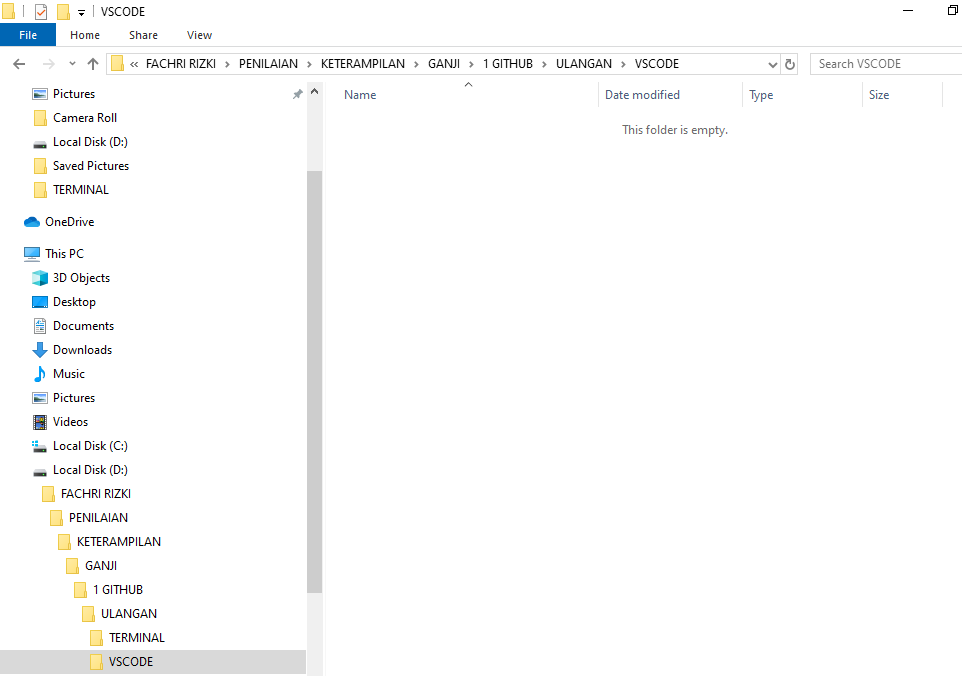 VSCODE
File Home Share View
« FACHRI RIZKI › PENILAIAN › KETERAMPILAN › GANJI › 1 GITHUB › ULANGAN › VSCODE
Search VSCODE
Name Date modified Type Size
This folder is empty.
Pictures
Camera Roll
Local Disk (D:)
Saved Pictures
TERMINAL
OneDrive
This PC
3D Objects
Desktop
Documents
Downloads
Music
Pictures
Videos
Local Disk (C:)
Local Disk (D:)
FACHRI RIZKI
PENILAIAN
KETERAMPILAN
GANJI
1 GITHUB
ULANGAN
TERMINAL
VSCODE